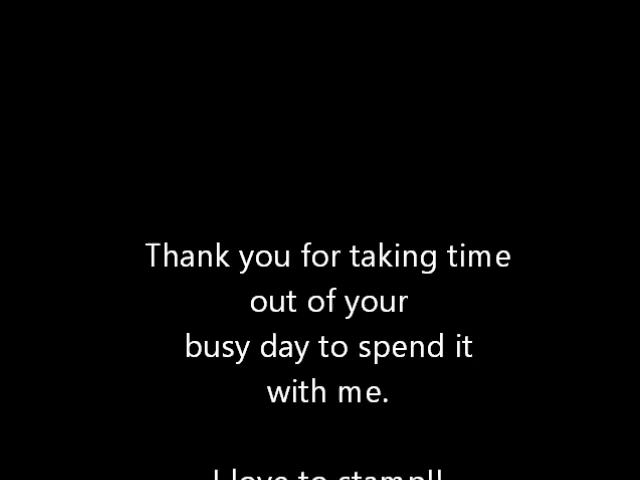 Thank you for taking time
out of your
busy day to spend it
with me.
I love to stamp!!